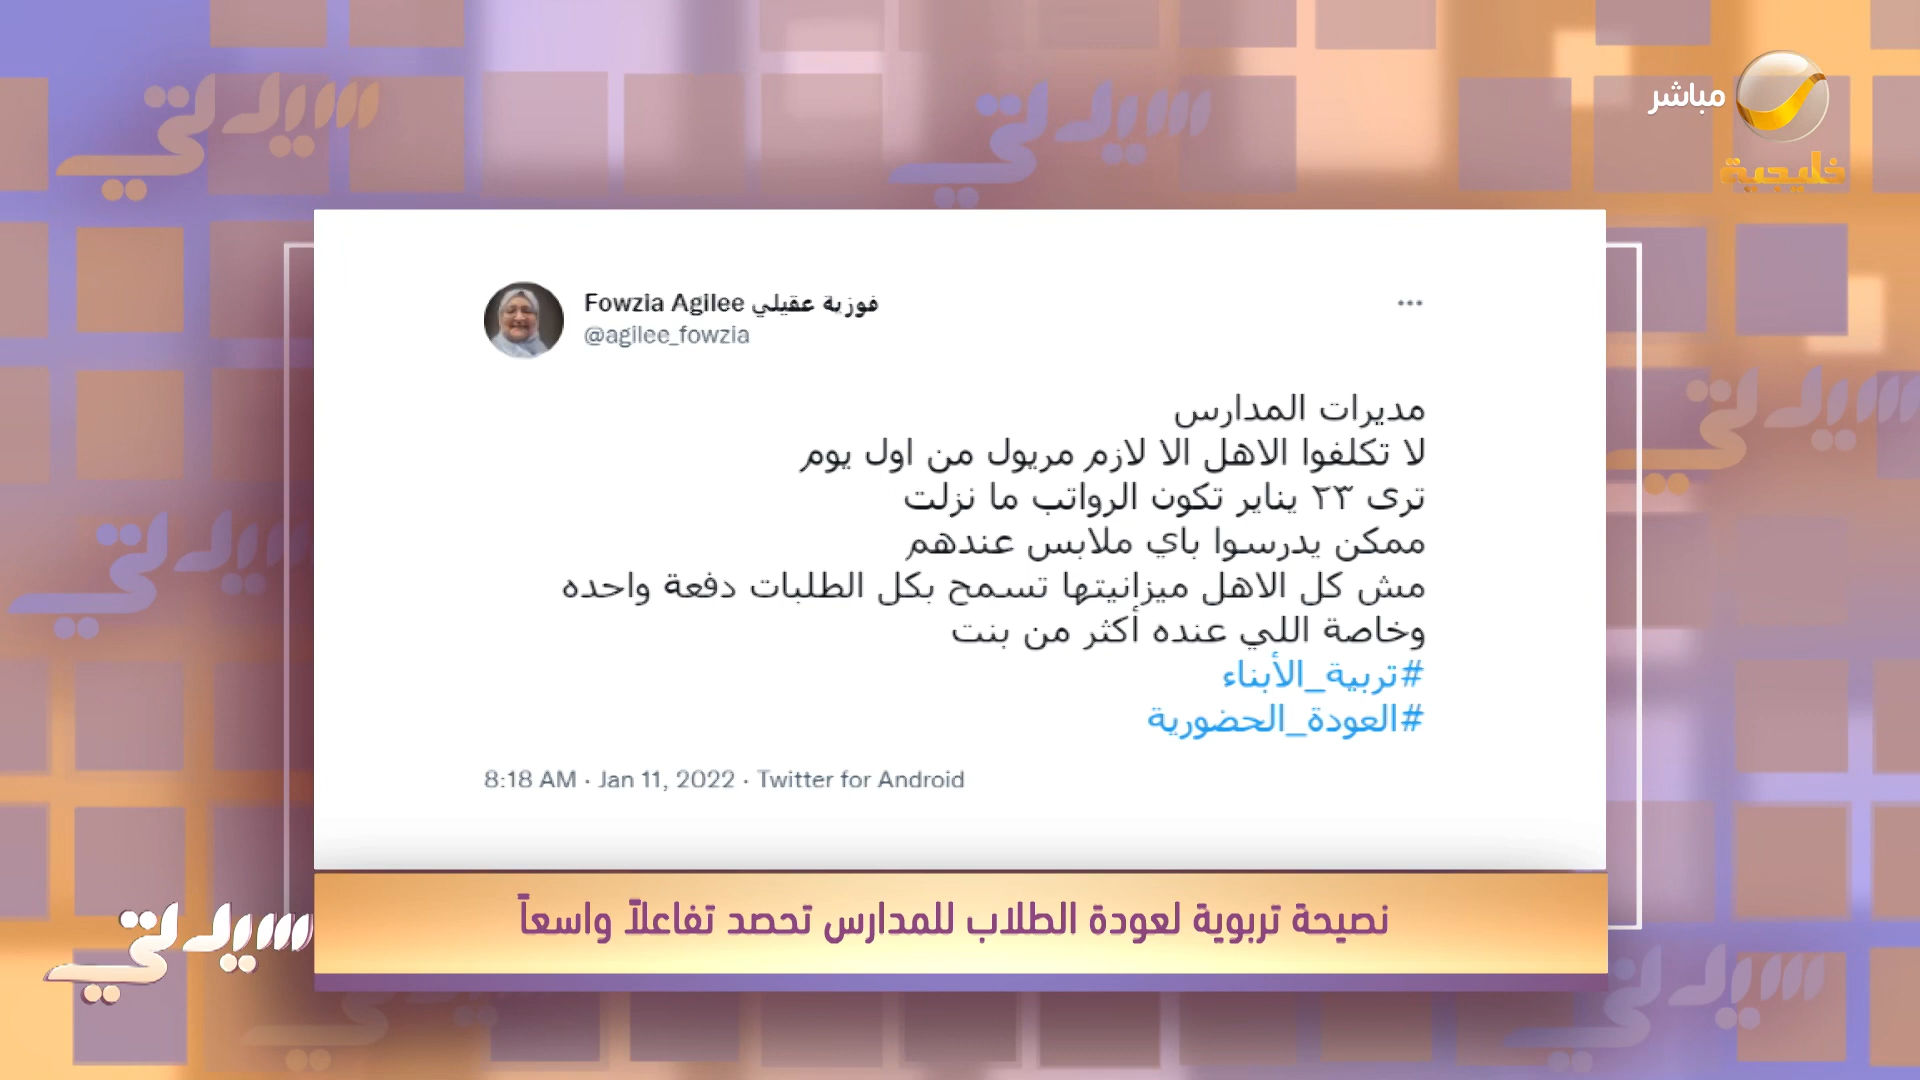 مباشر
خليجية
Fowzia Agilee فوزية عقيلي
@agilee_fowzia
مديرات المدارس
لا تكلفوا الاهل الا لازم مريول من اول يوم
ترى ٢٣ يناير تكون الرواتب ما نزلت
ممكن يدرسوا باي ملابس عندهم
مش كل الاهل ميزانيتها تسمح بكل الطلبات دفعة واحده
وخاصة اللي عنده أكثر من بنت
#تربية_الأبناء
#العودة_الحضورية
8:18 AM · Jan 11, 2022 · Twitter for Android
نصيحة تربوية لعودة الطلاب للمدارس تحصد تفاعلاً واسعاً
سيدتي